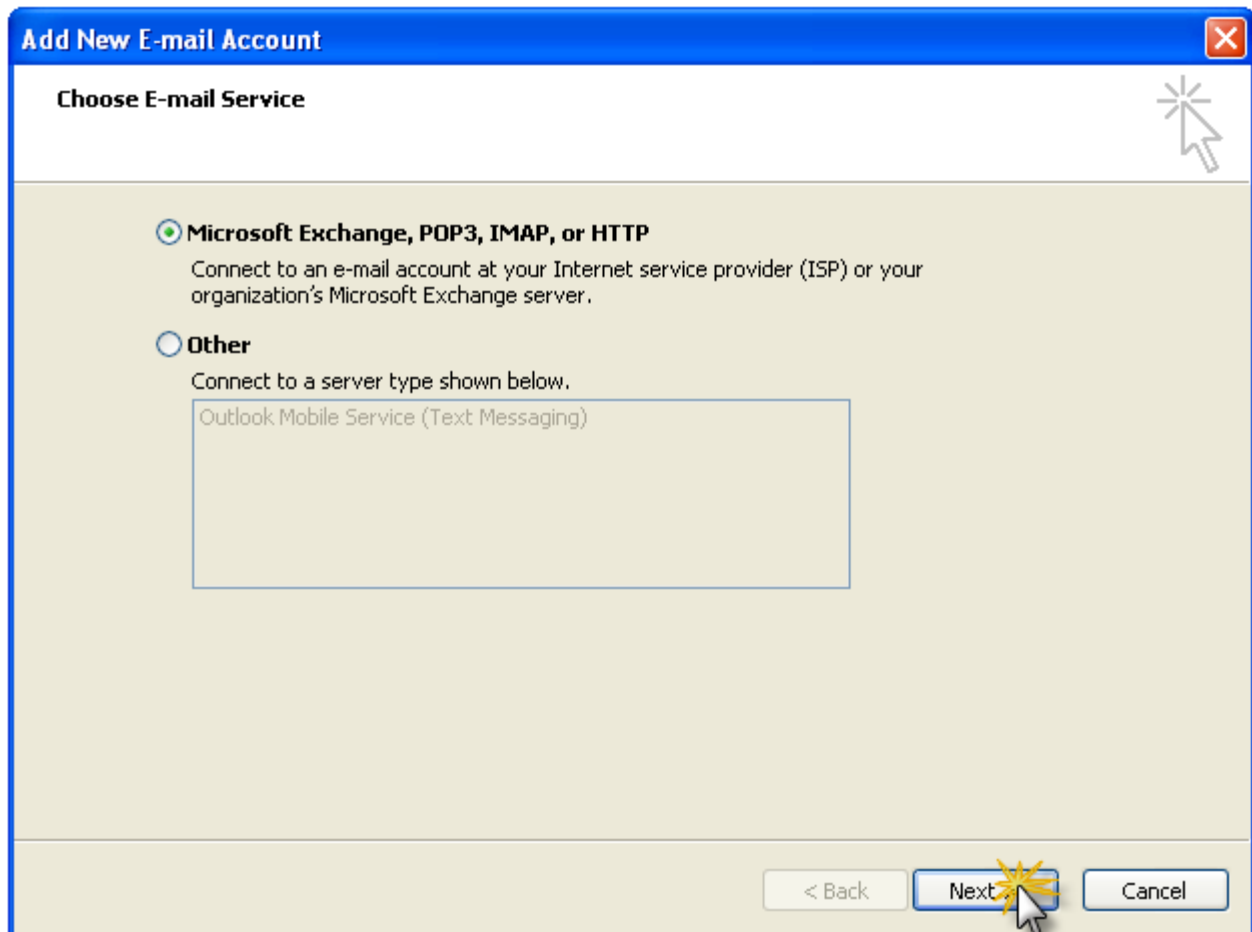 Add New E-mail Account
Choose E-mail Service
Microsoft Exchange, POP3, IMAP, or HTTP
Connect to an e-mail account at your Internet service provider (ISP) or your
organization's Microsoft Exchange server.
Other
Connect to a server type shown below.
Outlook Mobile Service (Text Messaging)
< Back
Next >
Cancel